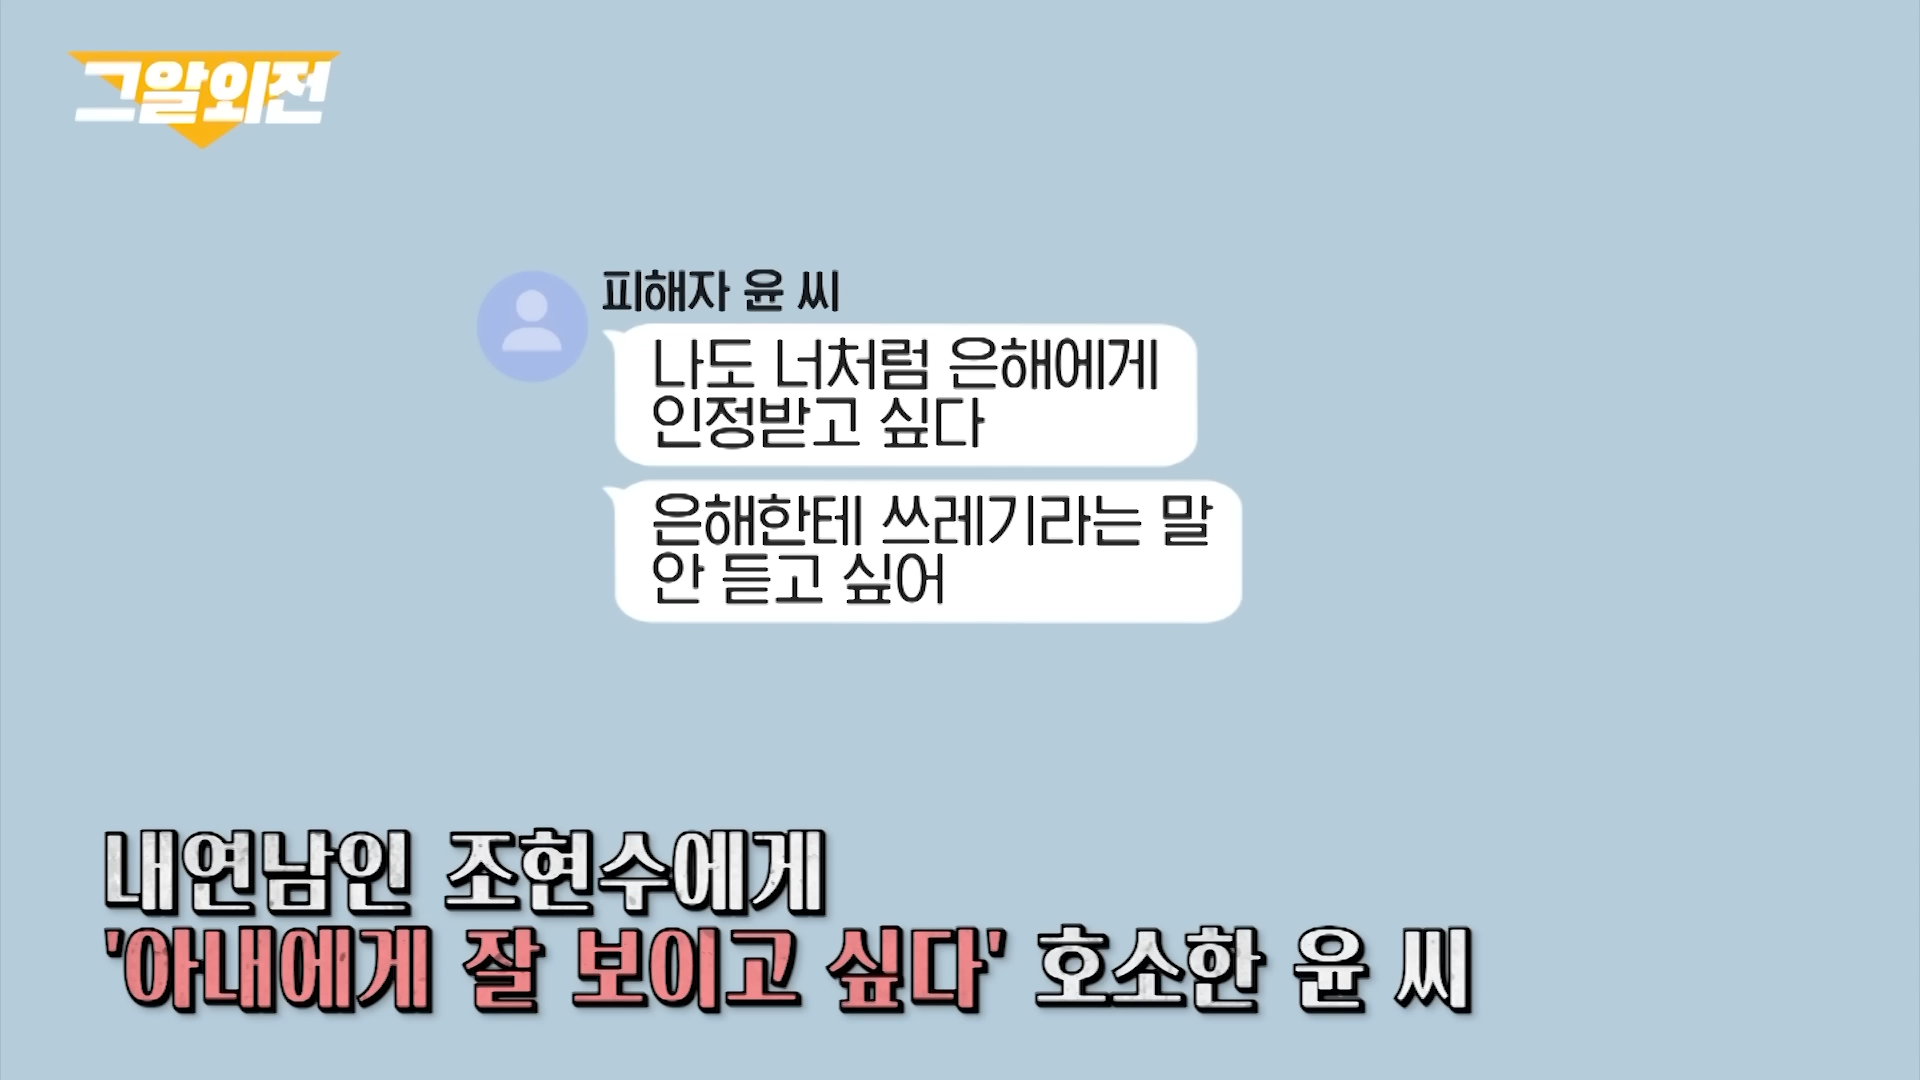 그알외전
피해자 윤 씨
나도 너처럼 은해에게
인정받고 싶다
은해한테 쓰레기라는 말
안 듣고 싶어
내연남인 조현수에게
'아내에게 잘 보이고 싶다' 호소한 윤 씨